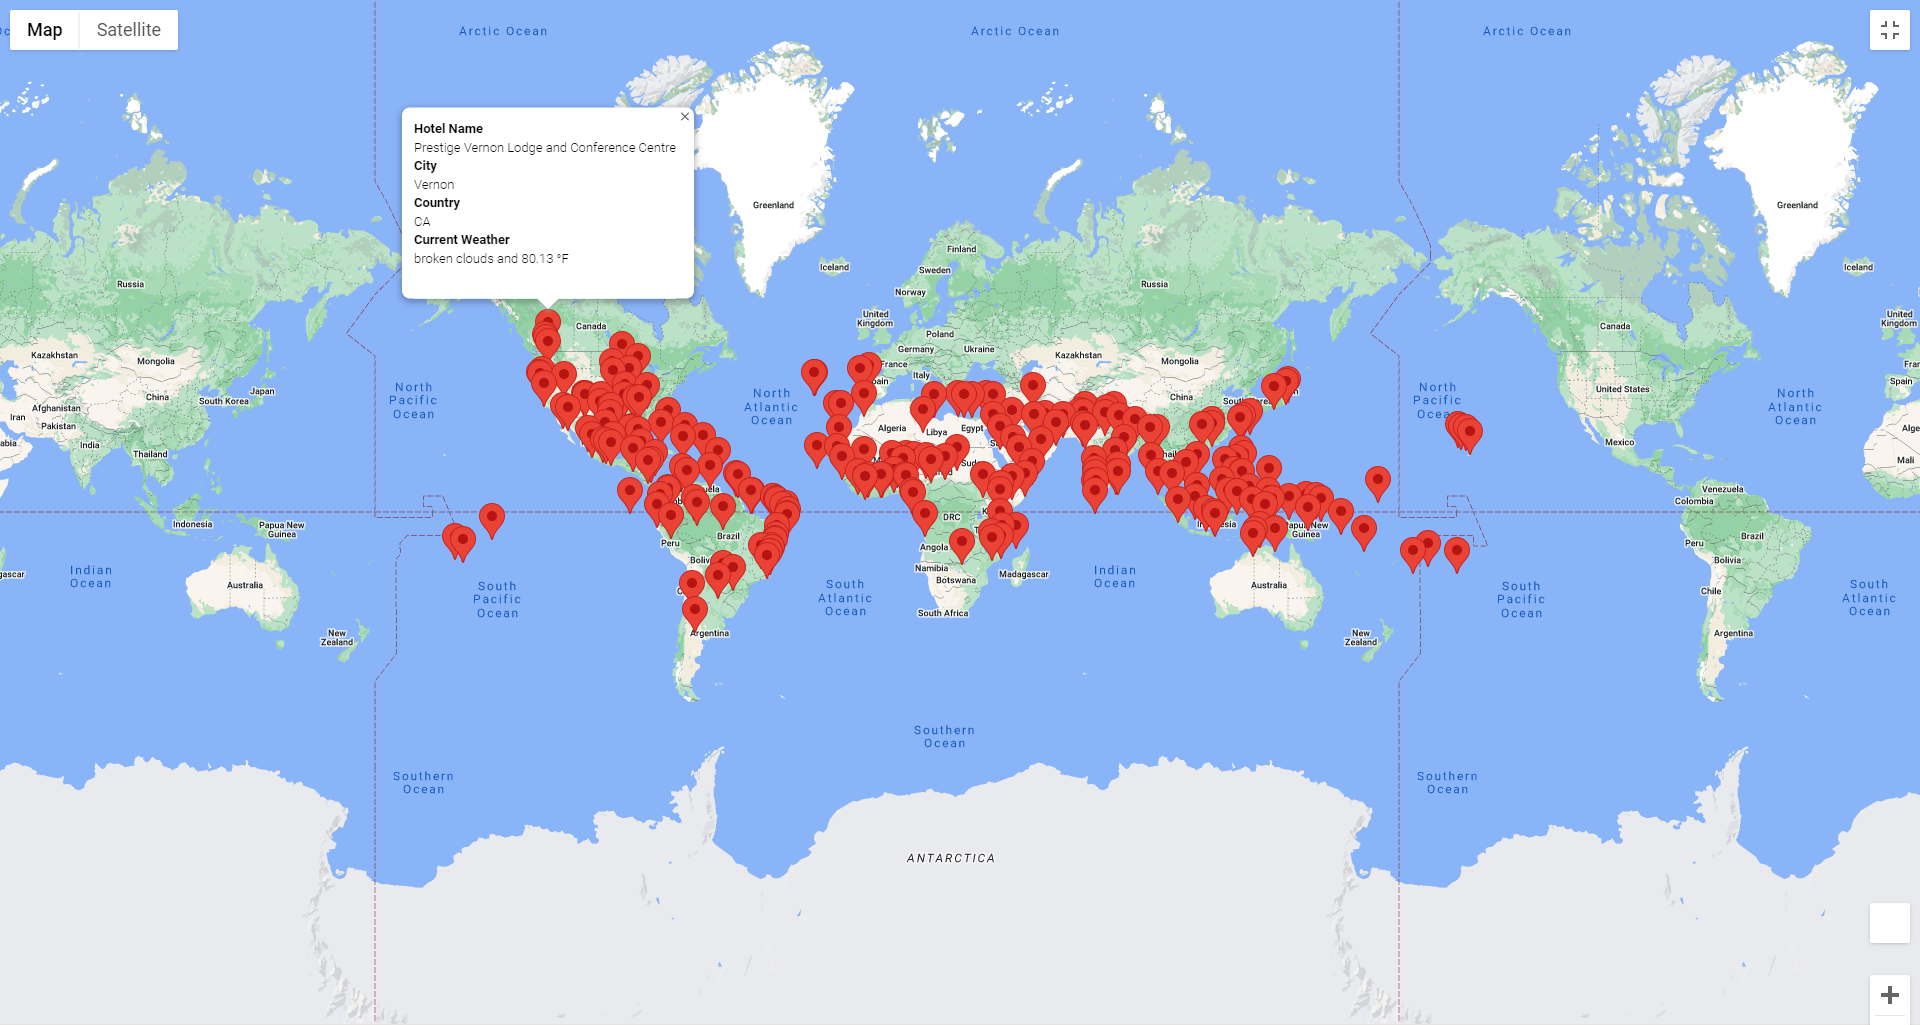 Map
Satellite
Arctic Ocean
Arctic Ocean
Arctic Ocean
Hotel Name
Prestige Vernon Lodge and Conference Centre
City
Vernon
Country
CA
Current Weather
broken clouds and 80.13 °F
Greenland
Greenland
Iceland
Iceland
Finland
Sweden
Norway
Russia
Russia
United
Kingdom
United
Kingdom
Canada
Canada
Poland
Germany
Ukraine
France
Italy
Kazakhstan
Kazakhstan
Mongolia
Mongolia
Spain
China
China
Japan
South Korea
Afghanistan
Pakistan
Iran
India
Thailand
North
Pacific
Ocean
North
Atlantic
Ocean
North
Pacific
North
Atlantic
Ocean
United States
Mexico
Algeria
Libya
Egypt
Mali
Venezuela
Colombia
Indonesia
Papua New
Guinea
Papua New
Guinea
DRC
Peru
Peru
Brazil
Brazil
Bolivia
Angola
Namibia
Botswana
Madagascar
South Africa
Indian
Ocean
Indian
Ocean
Australia
Australia
South
Pacific
Ocean
South
Atlantic
Ocean
South
Pacific
Ocean
South
Atlantic
Ocean
Chile
Argentina
Argentina
New
Zealand
New
Zealand
Southern
Ocean
Southern
Ocean
Southern
Ocean
ANTARCTICA